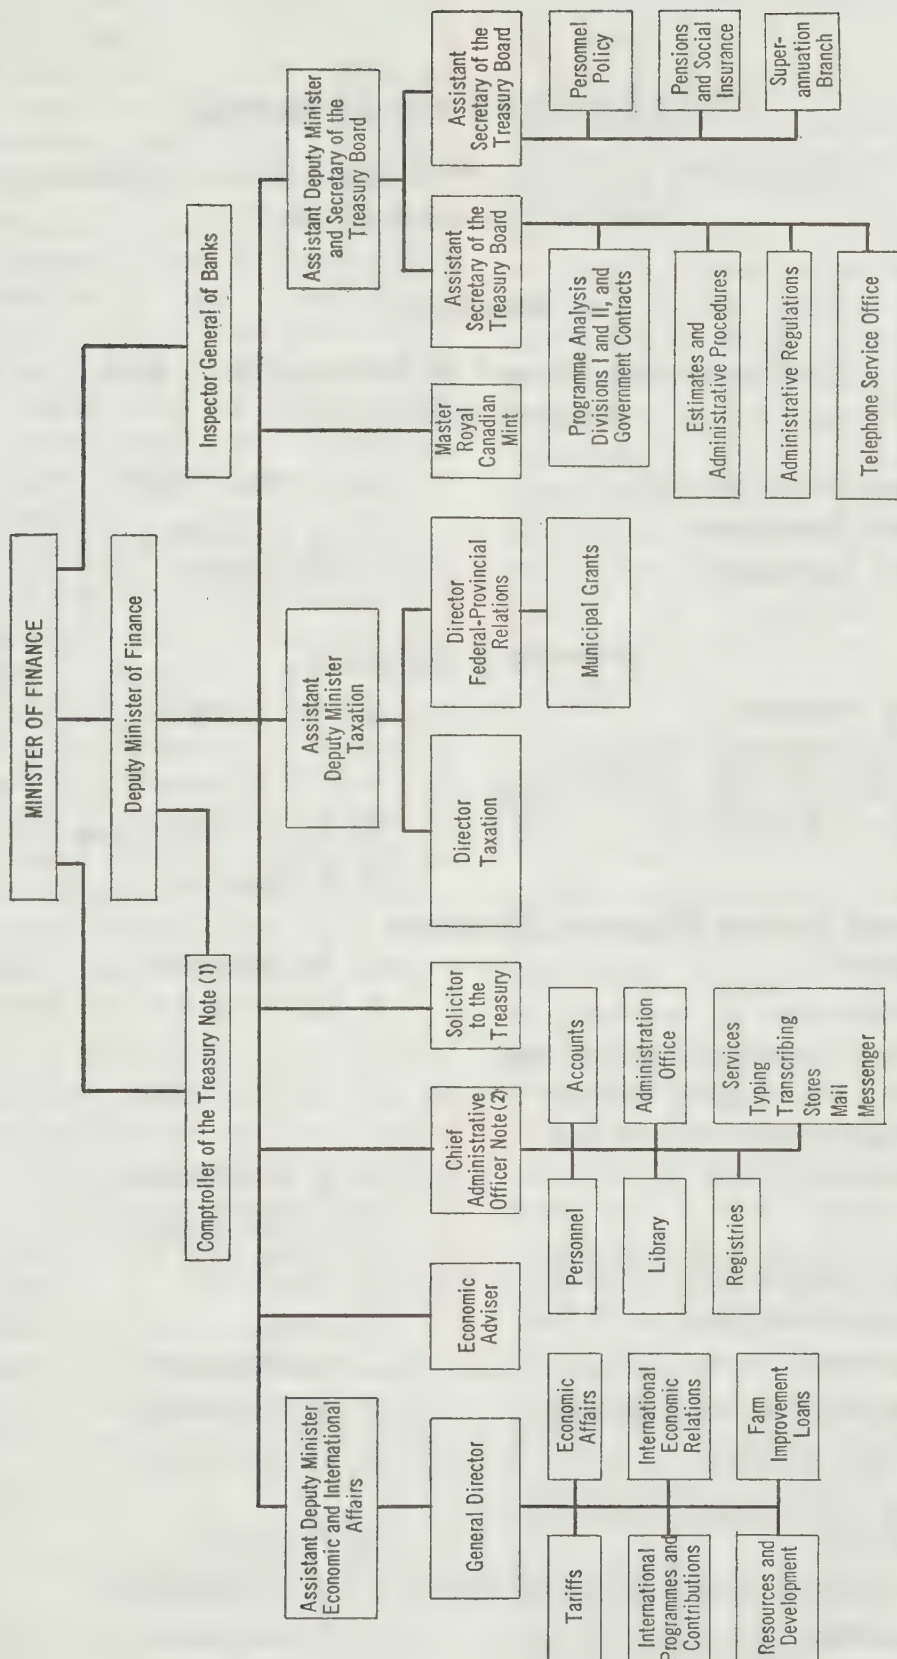 MINISTER OF FINANCE
Deputy Minister of Finance
Comptroller of the Treasury Note (1)
Inspector General of Banks
Assistant Deputy Minister
Economic and International
Affairs
Assistant
Deputy Minister
Taxation
Assistant Deputy Minister
and Secretary of the
Treasury Board
General Director
Economic
Adviser
Chief
Administrative
Officer Note (2)
Solicitor
to the
Treasury
Director
Taxation
Director
Federal-Provincial
Relations
Master
Royal
Canadian
Mint
Assistant
Secretary of the
Treasury Board
Assistant
Secretary of the
Treasury Board
Tariffs
Economic
Affairs
International
Programmes and
Contributions
International
Economic
Relations
Resources and
Development
Farm
Improvement
Loans
Personnel
Accounts
Library
Administration
Office
Registries
Services
Typing
Transcribing
Stores
Mail
Messenger
Municipal Grants
Programme Analysis
Divisions I and II, and
Government Contracts
Estimates and
Administrative Procedures
Administrative Regulations
Telephone Service Office
Personnel
Policy
Pensions
and Social
Insurance
Super-
annuation
Branch